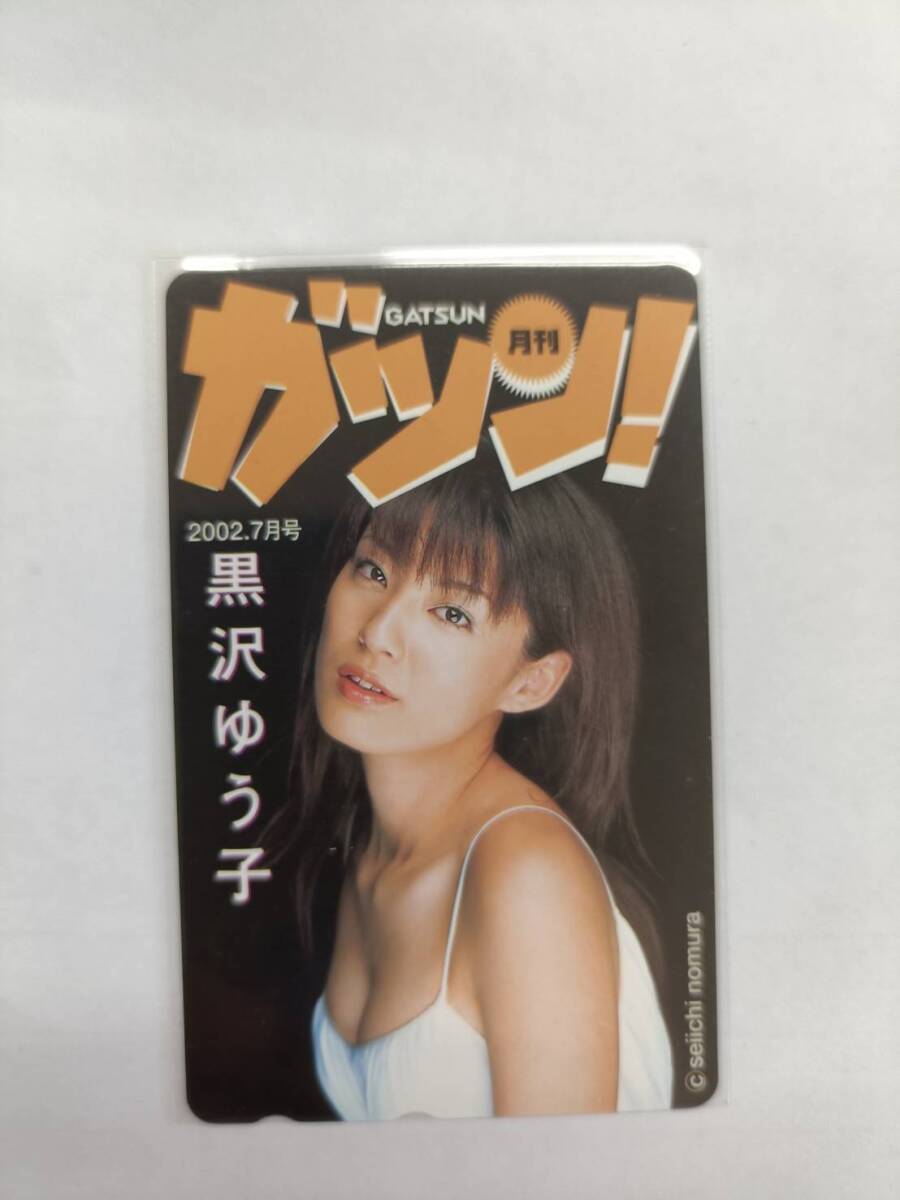 ガツン!
GATSUN
月刊
2002.7月号
黒沢ゆう子
©seiichi nomura